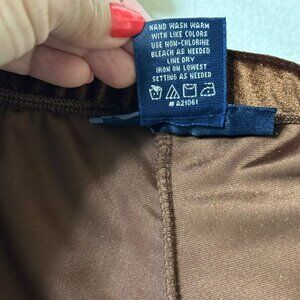 HAND WASH WARM
WITH LIKE COLORS
USE NON-CHLORINE
BLEACH AS NEEDED
LINE DRY
IRON ON LOWEST
SETTING AS NEEDED
# A21061